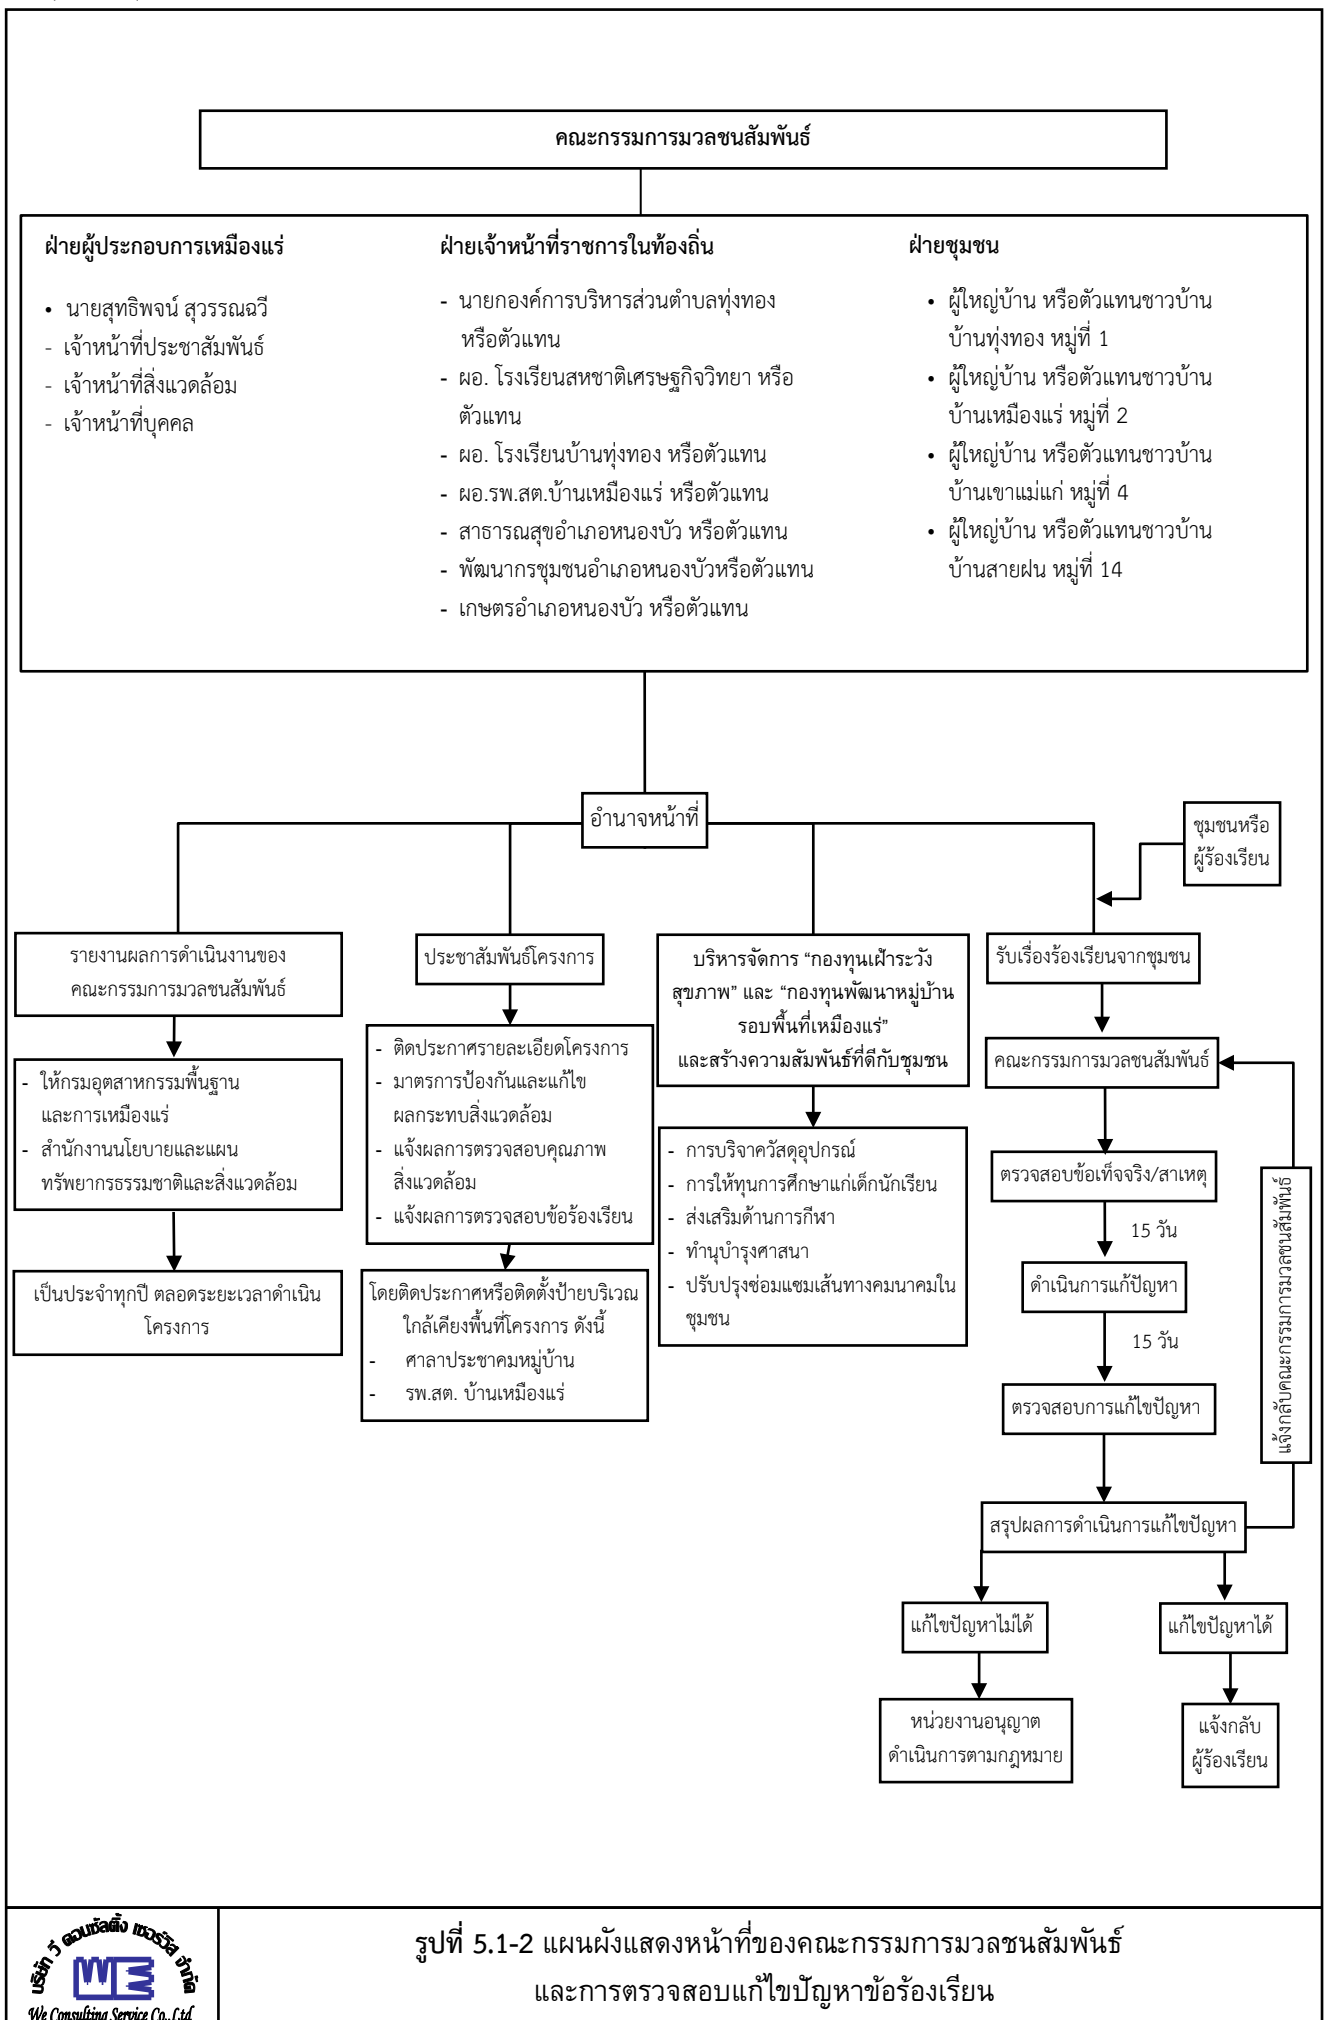 คณะกรรมการมวลชนสัมพันธ์
ฝ่ายผู้ประกอบการเหมืองแร่
• นายสุทธิพจน์ สุวรรณฉวี
- เจ้าหน้าที่ประชาสัมพันธ์
- เจ้าหน้าที่สิ่งแวดล้อม
- เจ้าหน้าที่บุคคล
ฝ่ายเจ้าหน้าที่ราชการในท้องถิ่น
- นายกองค์การบริหารส่วนตำบลทุ่งทอง
หรือตัวแทน
- ผอ. โรงเรียนสหชาติเศรษฐกิจวิทยา หรือ
ตัวแทน
- ผอ. โรงเรียนบ้านทุ่งทอง หรือตัวแทน
- ผอ.รพ.สต.บ้านเหมืองแร่ หรือตัวแทน
- สาธารณสุขอำเภอหนองบัว หรือตัวแทน
- พัฒนากรชุมชนอำเภอหนองบัวหรือตัวแทน
- เกษตรอำเภอหนองบัว หรือตัวแทน
ฝ่ายชุมชน
• ผู้ใหญ่บ้าน หรือตัวแทนชาวบ้าน
บ้านทุ่งทอง หมู่ที่ 1
• ผู้ใหญ่บ้าน หรือตัวแทนชาวบ้าน
บ้านเหมืองแร่ หมู่ที่ 2
• ผู้ใหญ่บ้าน หรือตัวแทนชาวบ้าน
บ้านเขาแม่แก่ หมู่ที่ 4
• ผู้ใหญ่บ้าน หรือตัวแทนชาวบ้าน
บ้านสายฝน หมู่ที่ 14
อำนาจหน้าที่
ชุมชนหรือ
ผู้ร้องเรียน
รายงานผลการดำเนินงานของ
คณะกรรมการมวลชนสัมพันธ์
- ให้กรมอุตสาหกรรมพื้นฐาน
และการเหมืองแร่
- สำนักงานนโยบายและแผน
ทรัพยากรธรรมชาติและสิ่งแวดล้อม
เป็นประจำทุกปี ตลอดระยะเวลาดำเนิน
โครงการ
ประชาสัมพันธ์โครงการ
- ติดประกาศรายละเอียดโครงการ
- มาตรการป้องกันและแก้ไข
ผลกระทบสิ่งแวดล้อม
- แจ้งผลการตรวจสอบคุณภาพ
สิ่งแวดล้อม
- แจ้งผลการตรวจสอบข้อร้องเรียน
โดยติดประกาศหรือติดตั้งป้ายบริเวณ
ใกล้เคียงพื้นที่โครงการ ดังนี้
- ศาลาประชาคมหมู่บ้าน
- รพ.สต. บ้านเหมืองแร่
บริหารจัดการ “กองทุนเฝ้าระวัง
สุขภาพ” และ “กองทุนพัฒนาหมู่บ้าน
รอบพื้นที่เหมืองแร่”
และสร้างความสัมพันธ์ที่ดีกับชุมชน
- การบริจาควัสดุอุปกรณ์
- การให้ทุนการศึกษาแก่เด็กนักเรียน
- ส่งเสริมด้านการกีฬา
- ทำนุบำรุงศาสนา
- ปรับปรุงซ่อมแซมเส้นทางคมนาคมใน
ชุมชน
รับเรื่องร้องเรียนจากชุมชน
คณะกรรมการมวลชนสัมพันธ์
ตรวจสอบข้อเท็จจริง/สาเหตุ
15 วัน
ดำเนินการแก้ปัญหา
15 วัน
ตรวจสอบการแก้ไขปัญหา
แจ้งกลับคณะกรรมการมวลชนสัมพันธ์
สรุปผลการดำเนินการแก้ไขปัญหา
แก้ไขปัญหาไม่ได้
แก้ไขปัญหาได้
หน่วยงานอนุญาต
ดำเนินการตามกฎหมาย
แจ้งกลับ
ผู้ร้องเรียน
บริษัท วี คอนซัลติ้ง เซอร์วิส จำกัด
WE
We Consulting Service Co.,Ltd
รูปที่ 5.1-2 แผนผังแสดงหน้าที่ของคณะกรรมการมวลชนสัมพันธ์
และการตรวจสอบแก้ไขปัญหาข้อร้องเรียน